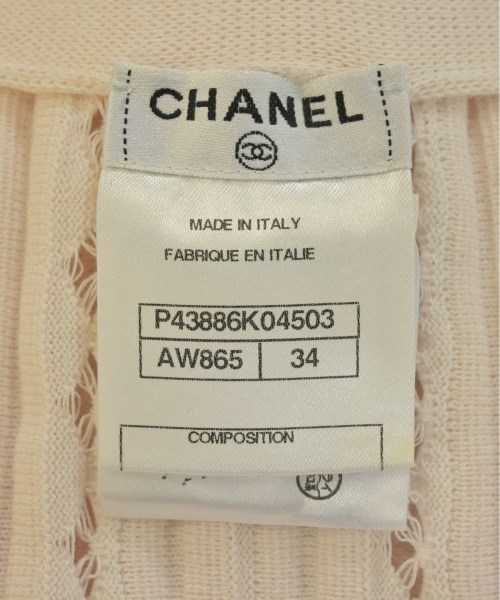 CHANEL
MADE IN ITALY
FABRIQUE EN ITALIE
P43886K04503
AW865 34
COMPOSITION